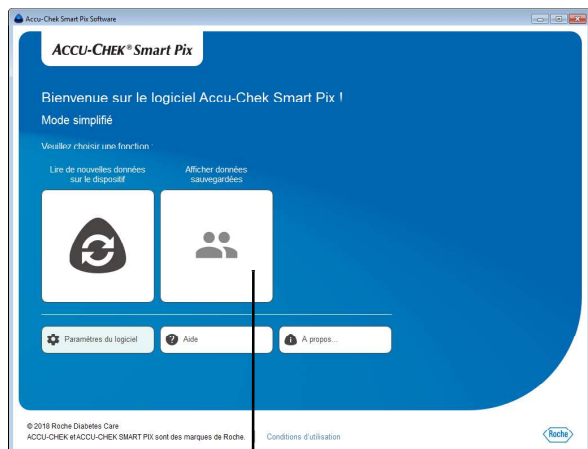 Accu-Chek Smart Pix Software
ACCU-CHEK® Smart Pix
Bienvenue sur le logiciel Accu-Chek Smart Pix !
Mode simplifié
Veuillez choisir une fonction :
Lire de nouvelles données
sur le dispositif
Afficher données
sauvegardées
Paramètres du logiciel
Aide
A propos...
© 2018 Roche Diabetes Care
ACCU-CHEK et ACCU-CHEK SMART PIX sont des marques de Roche.
Conditions d'utilisation
Roche